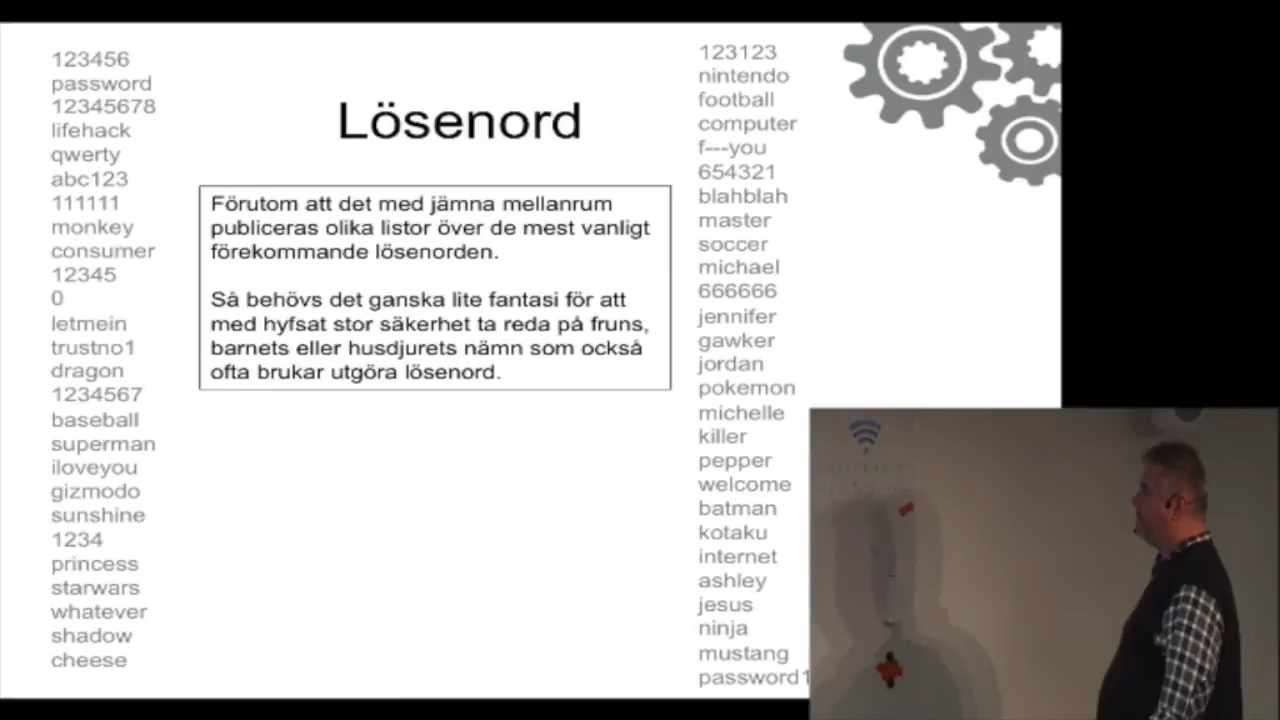 123456
password
12345678
lifehack
qwerty
abc123
111111
monkey
consumer
12345
0
letmein
trustno1
dragon
1234567
baseball
superman
iloveyou
gizmodo
sunshine
1234
princess
starwars
whatever
shadow
cheese
Lösenord
Förutom att det med jämna mellanrum
publiceras olika listor över de mest vanligt
förekommande lösenorden.
Så behövs det ganska lite fantasi för att
med hyfsat stor säkerhet ta reda på fruns,
barnets eller husdjurets nämn som också
ofta brukar utgöra lösenord.
123123
nintendo
football
computer
f---you
654321
blahblah
master
soccer
michael
666666
jennifer
gawker
jordan
pokemon
michelle
killer
pepper
welcome
batman
kotaku
internet
ashley
jesus
ninja
mustang
password1